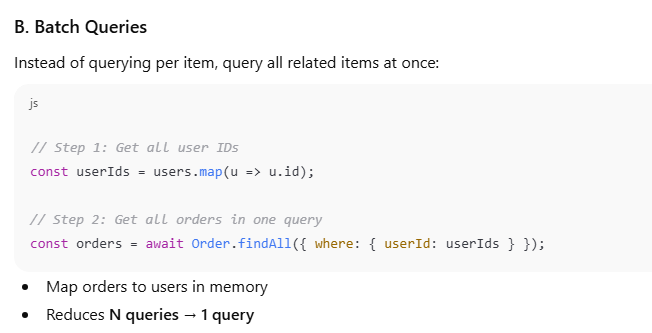 B. Batch Queries
Instead of querying per item, query all related items at once:
js
// Step 1: Get all user IDs
const userIds = users.map(u => u.id);
// Step 2: Get all orders in one query
const orders = await Order.findAll({ where: { userId: userIds } });
• Map orders to users in memory
• Reduces N queries → 1 query